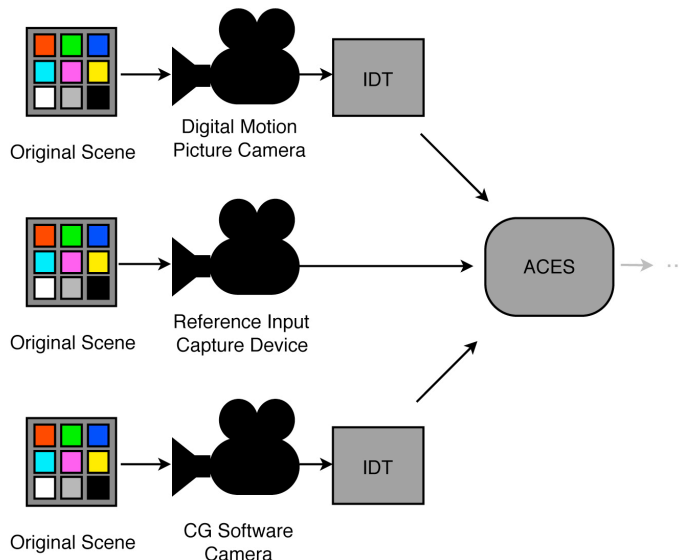 IDT
Original Scene
Digital Motion
Picture Camera
ACES
Original Scene
Reference Input
Capture Device
IDT
Original Scene
CG Software
Camera